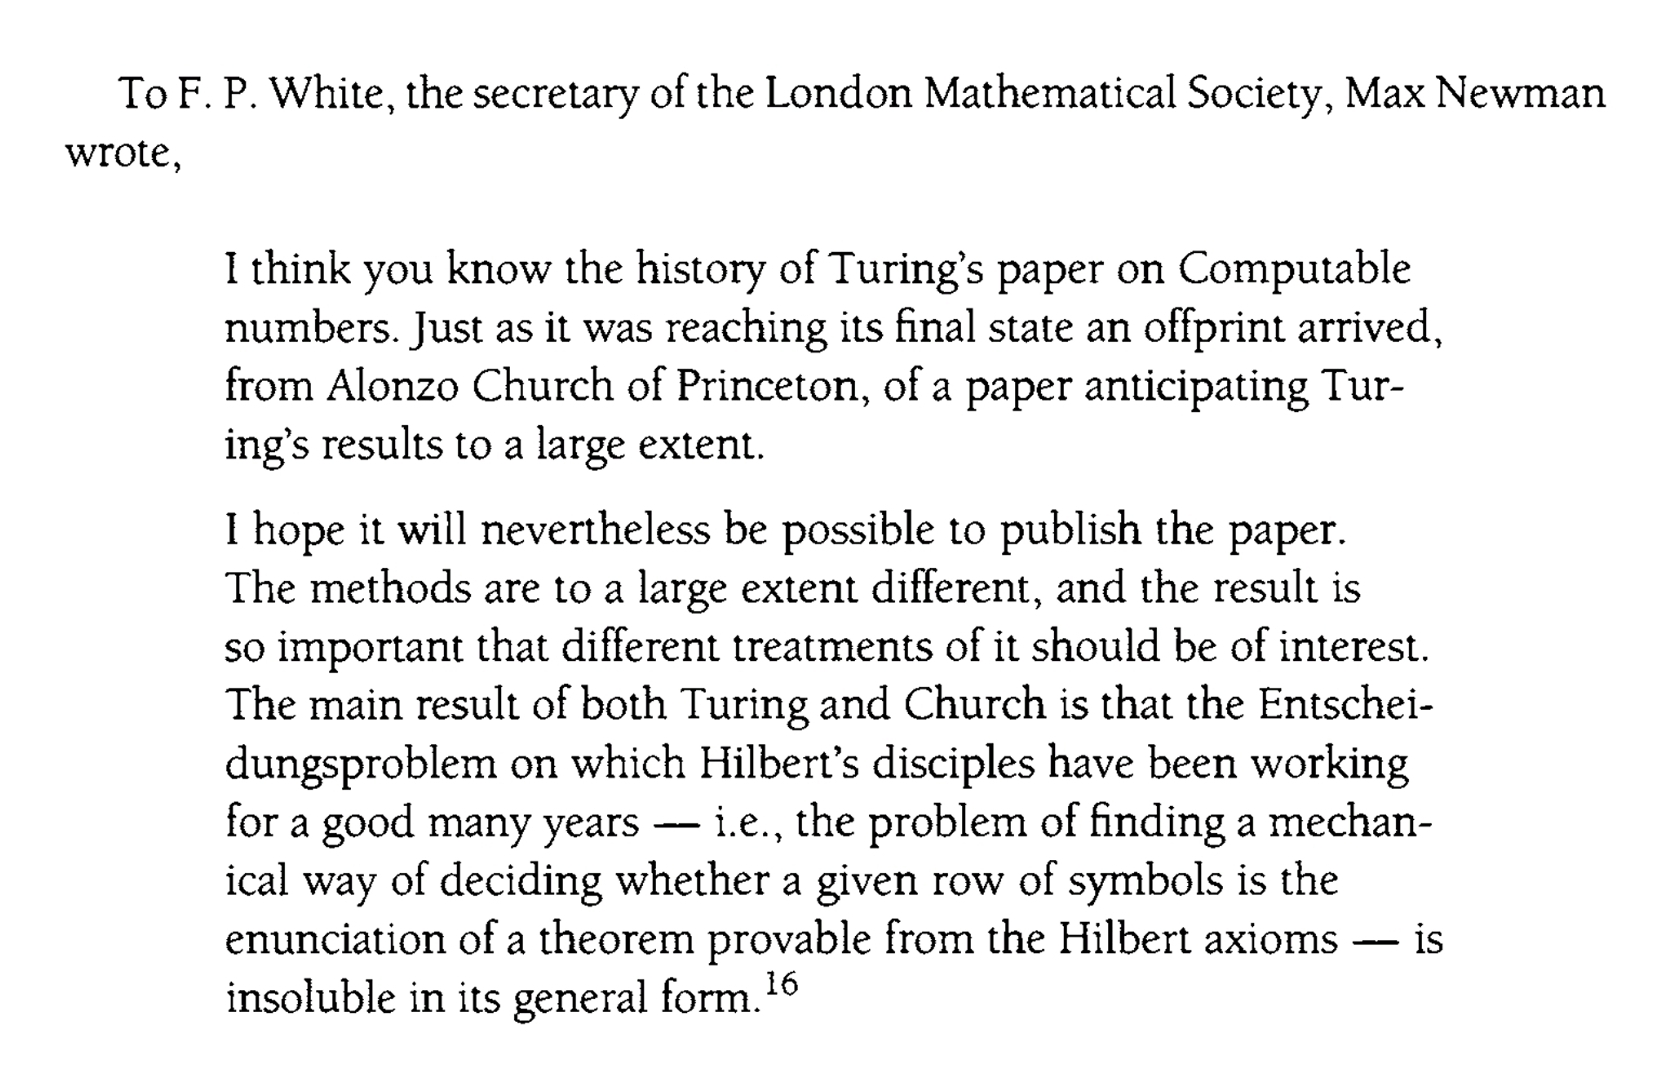 To F. P. White, the secretary of the London Mathematical Society, Max Newman
wrote,
I think you know the history of Turing’s paper on Computable
numbers. Just as it was reaching its final state an offprint arrived,
from Alonzo Church of Princeton, of a paper anticipating Tur-
ing’s results to a large extent.
I hope it will nevertheless be possible to publish the paper.
The methods are to a large extent different, and the result is
so important that different treatments of it should be of interest.
The main result of both Turing and Church is that the Entschei-
dungsproblem on which Hilbert’s disciples have been working
for a good many years — i.e., the problem of finding a mechan-
ical way of deciding whether a given row of symbols is the
enunciation of a theorem provable from the Hilbert axioms — is
insoluble in its general form.16